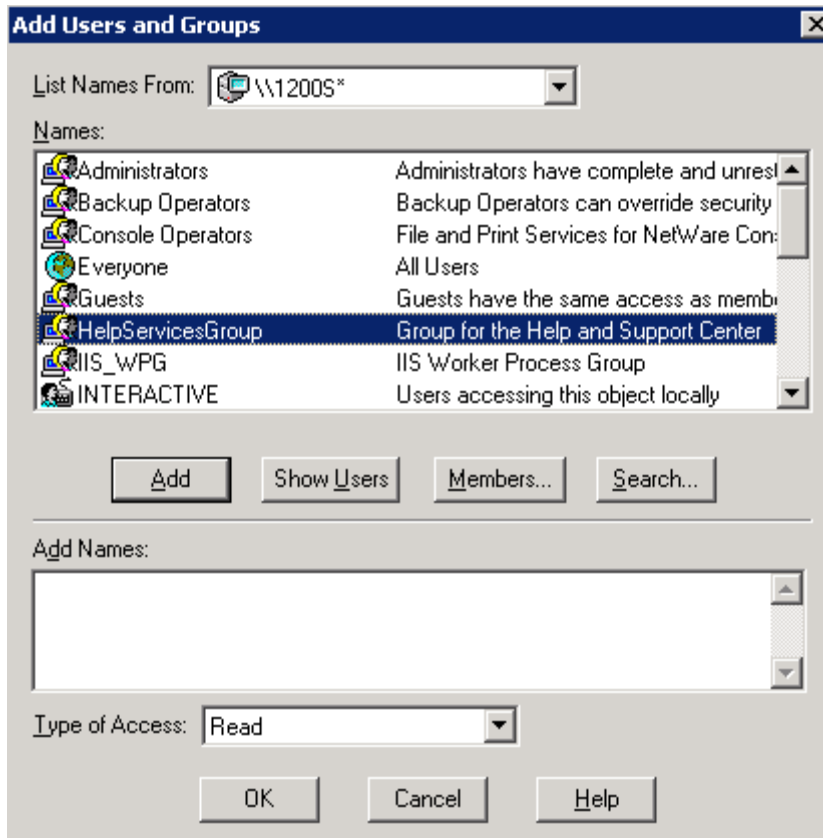 Add Users and Groups
List Names From: \\1200S*
Names:
Administrators Administrators have complete and unrest
Backup Operators Backup Operators can override security
Console Operators File and Print Services for NetWare Con
Everyone All Users
Guests Guests have the same access as memb
HelpServicesGroup Group for the Help and Support Center
IIS_WPG IIS Worker Process Group
INTERACTIVE Users accessing this object locally
Add Show Users Members... Search...
Add Names:
Type of Access: Read
OK Cancel Help